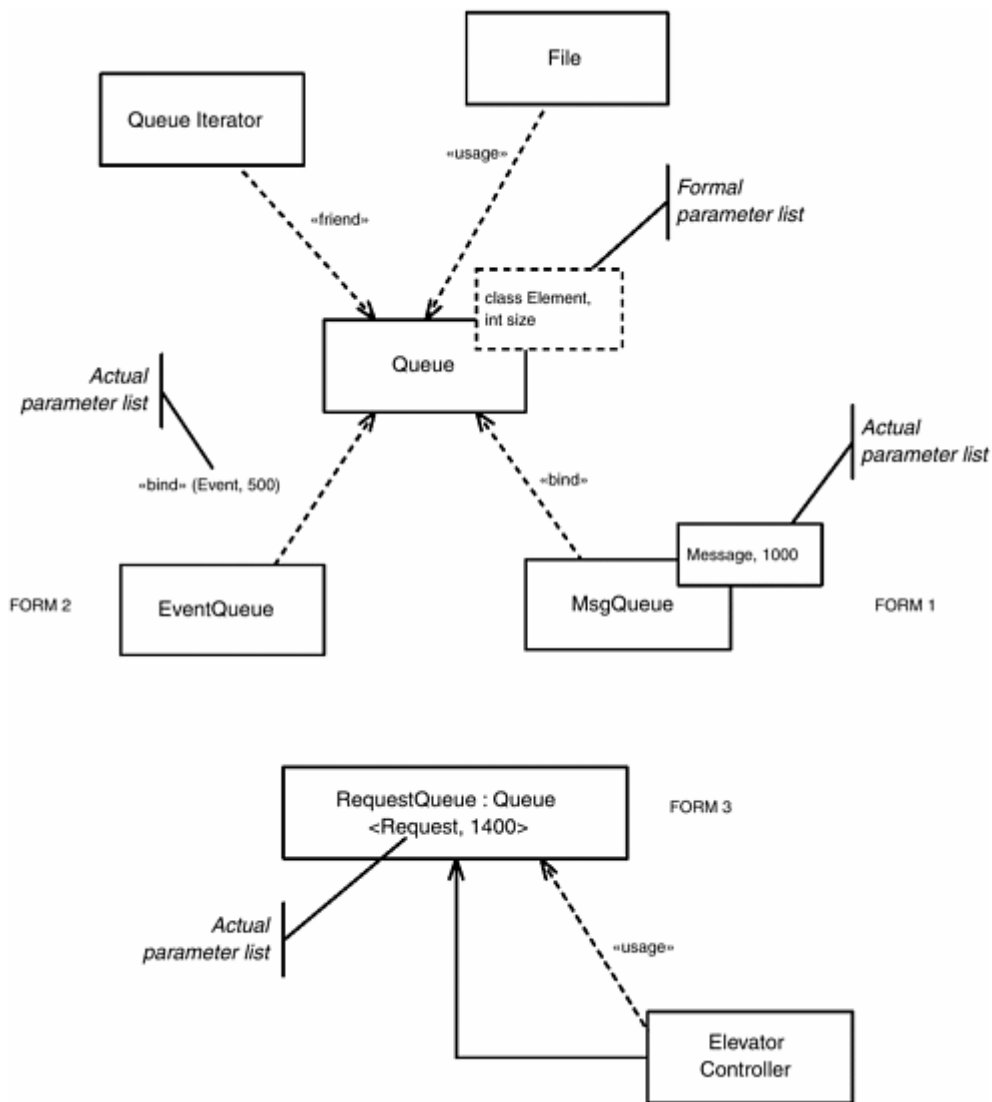 File
Queue Iterator
«usage»
«friend»
Formal
parameter list
class Element,
int size
Queue
Actual
parameter list
Actual
parameter list
«bind» (Event, 500)
«bind»
Message, 1000
FORM 2
EventQueue
MsgQueue
FORM 1
RequestQueue : Queue
<Request, 1400>
FORM 3
Actual
parameter list
«usage»
Elevator
Controller